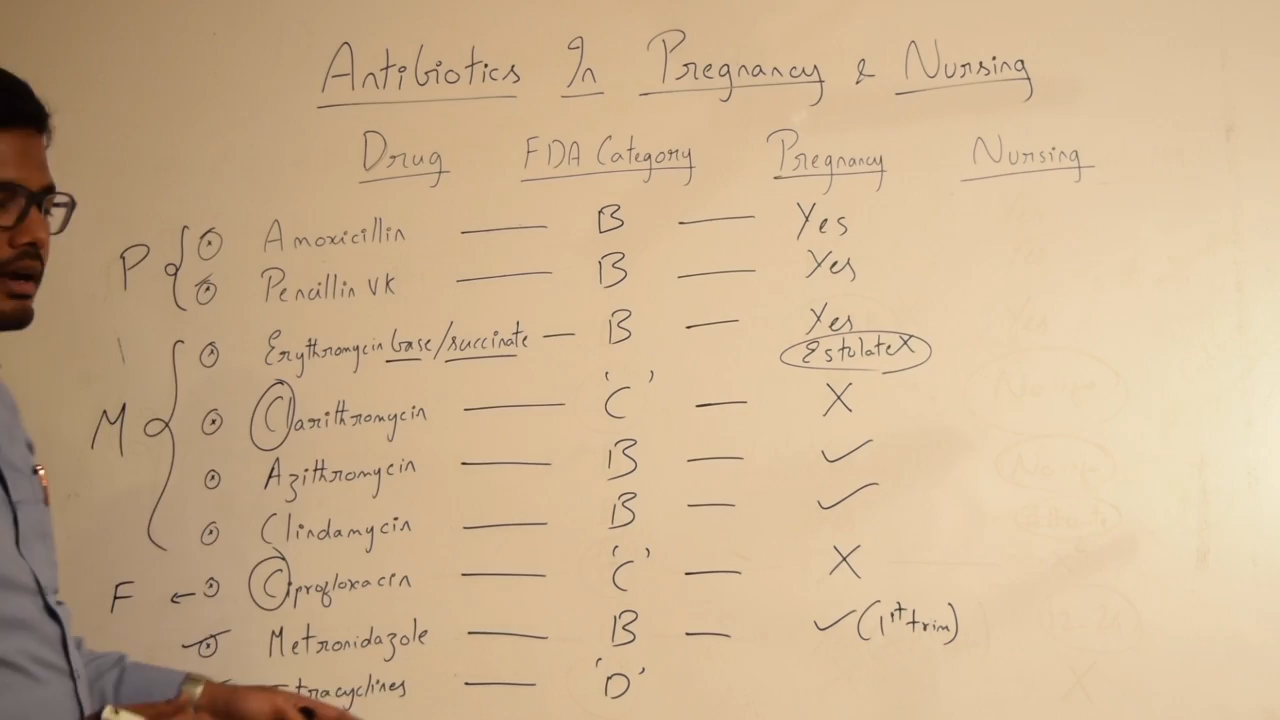 Antibiotics In Pregnancy & Nursing
Drug FDA Category Pregnancy Nursing
P Amoxicillin — B — Yes
Pencillin VK — B — Yes
Erythromycin base/succinate — B — Yes
Estolate X
M Clarithromycin — 'C' — X
Azithromycin — B — ✓
Clindamycin — B — ✓
F ← Ciprofloxacin — 'C' — X
Metronidazole — B — ✓ (1st trim)
tracyclines — 'D'